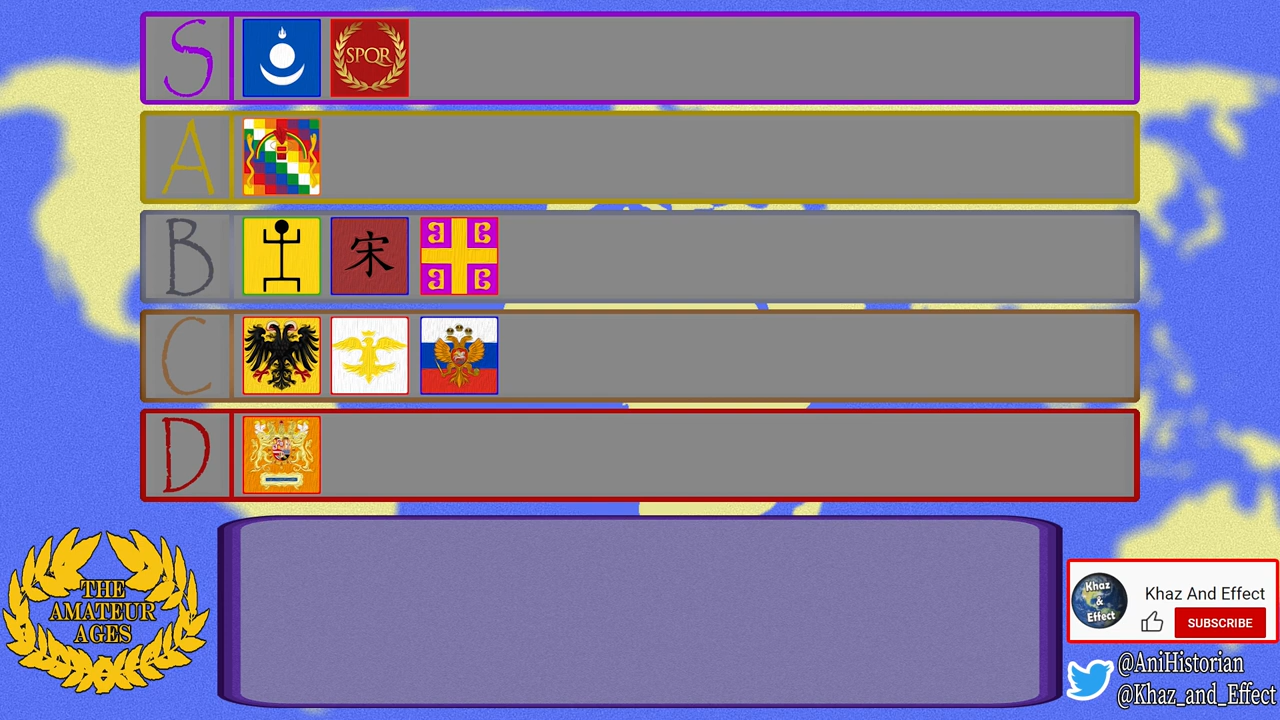 S
SPQR
A
B
宋
C
D
THE
AMATEUR
AGES
Khaz
&
Effect
Khaz And Effect
SUBSCRIBE
@AniHistorian
@Khaz_and_Effect